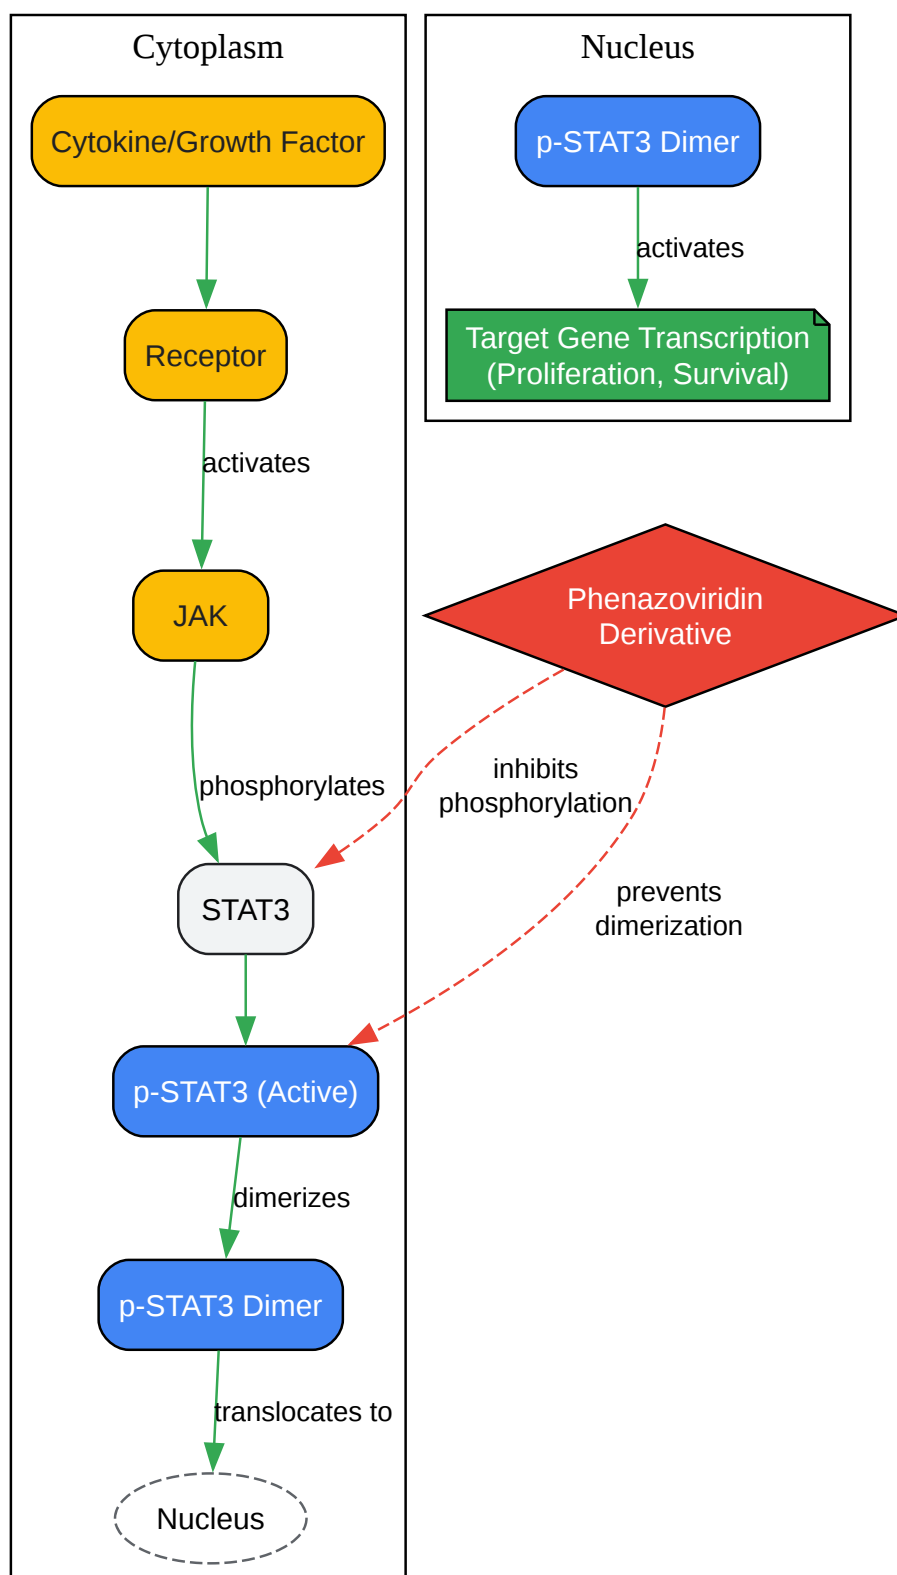 Cytoplasm
Cytokine/Growth Factor
Receptor
activates
JAK
phosphorylates
STAT3
p-STAT3 (Active)
dimerizes
p-STAT3 Dimer
translocates to
Nucleus
Nucleus
p-STAT3 Dimer
activates
Target Gene Transcription
(Proliferation, Survival)
Phenazoviridin
Derivative
inhibits
phosphorylation
prevents
dimerization